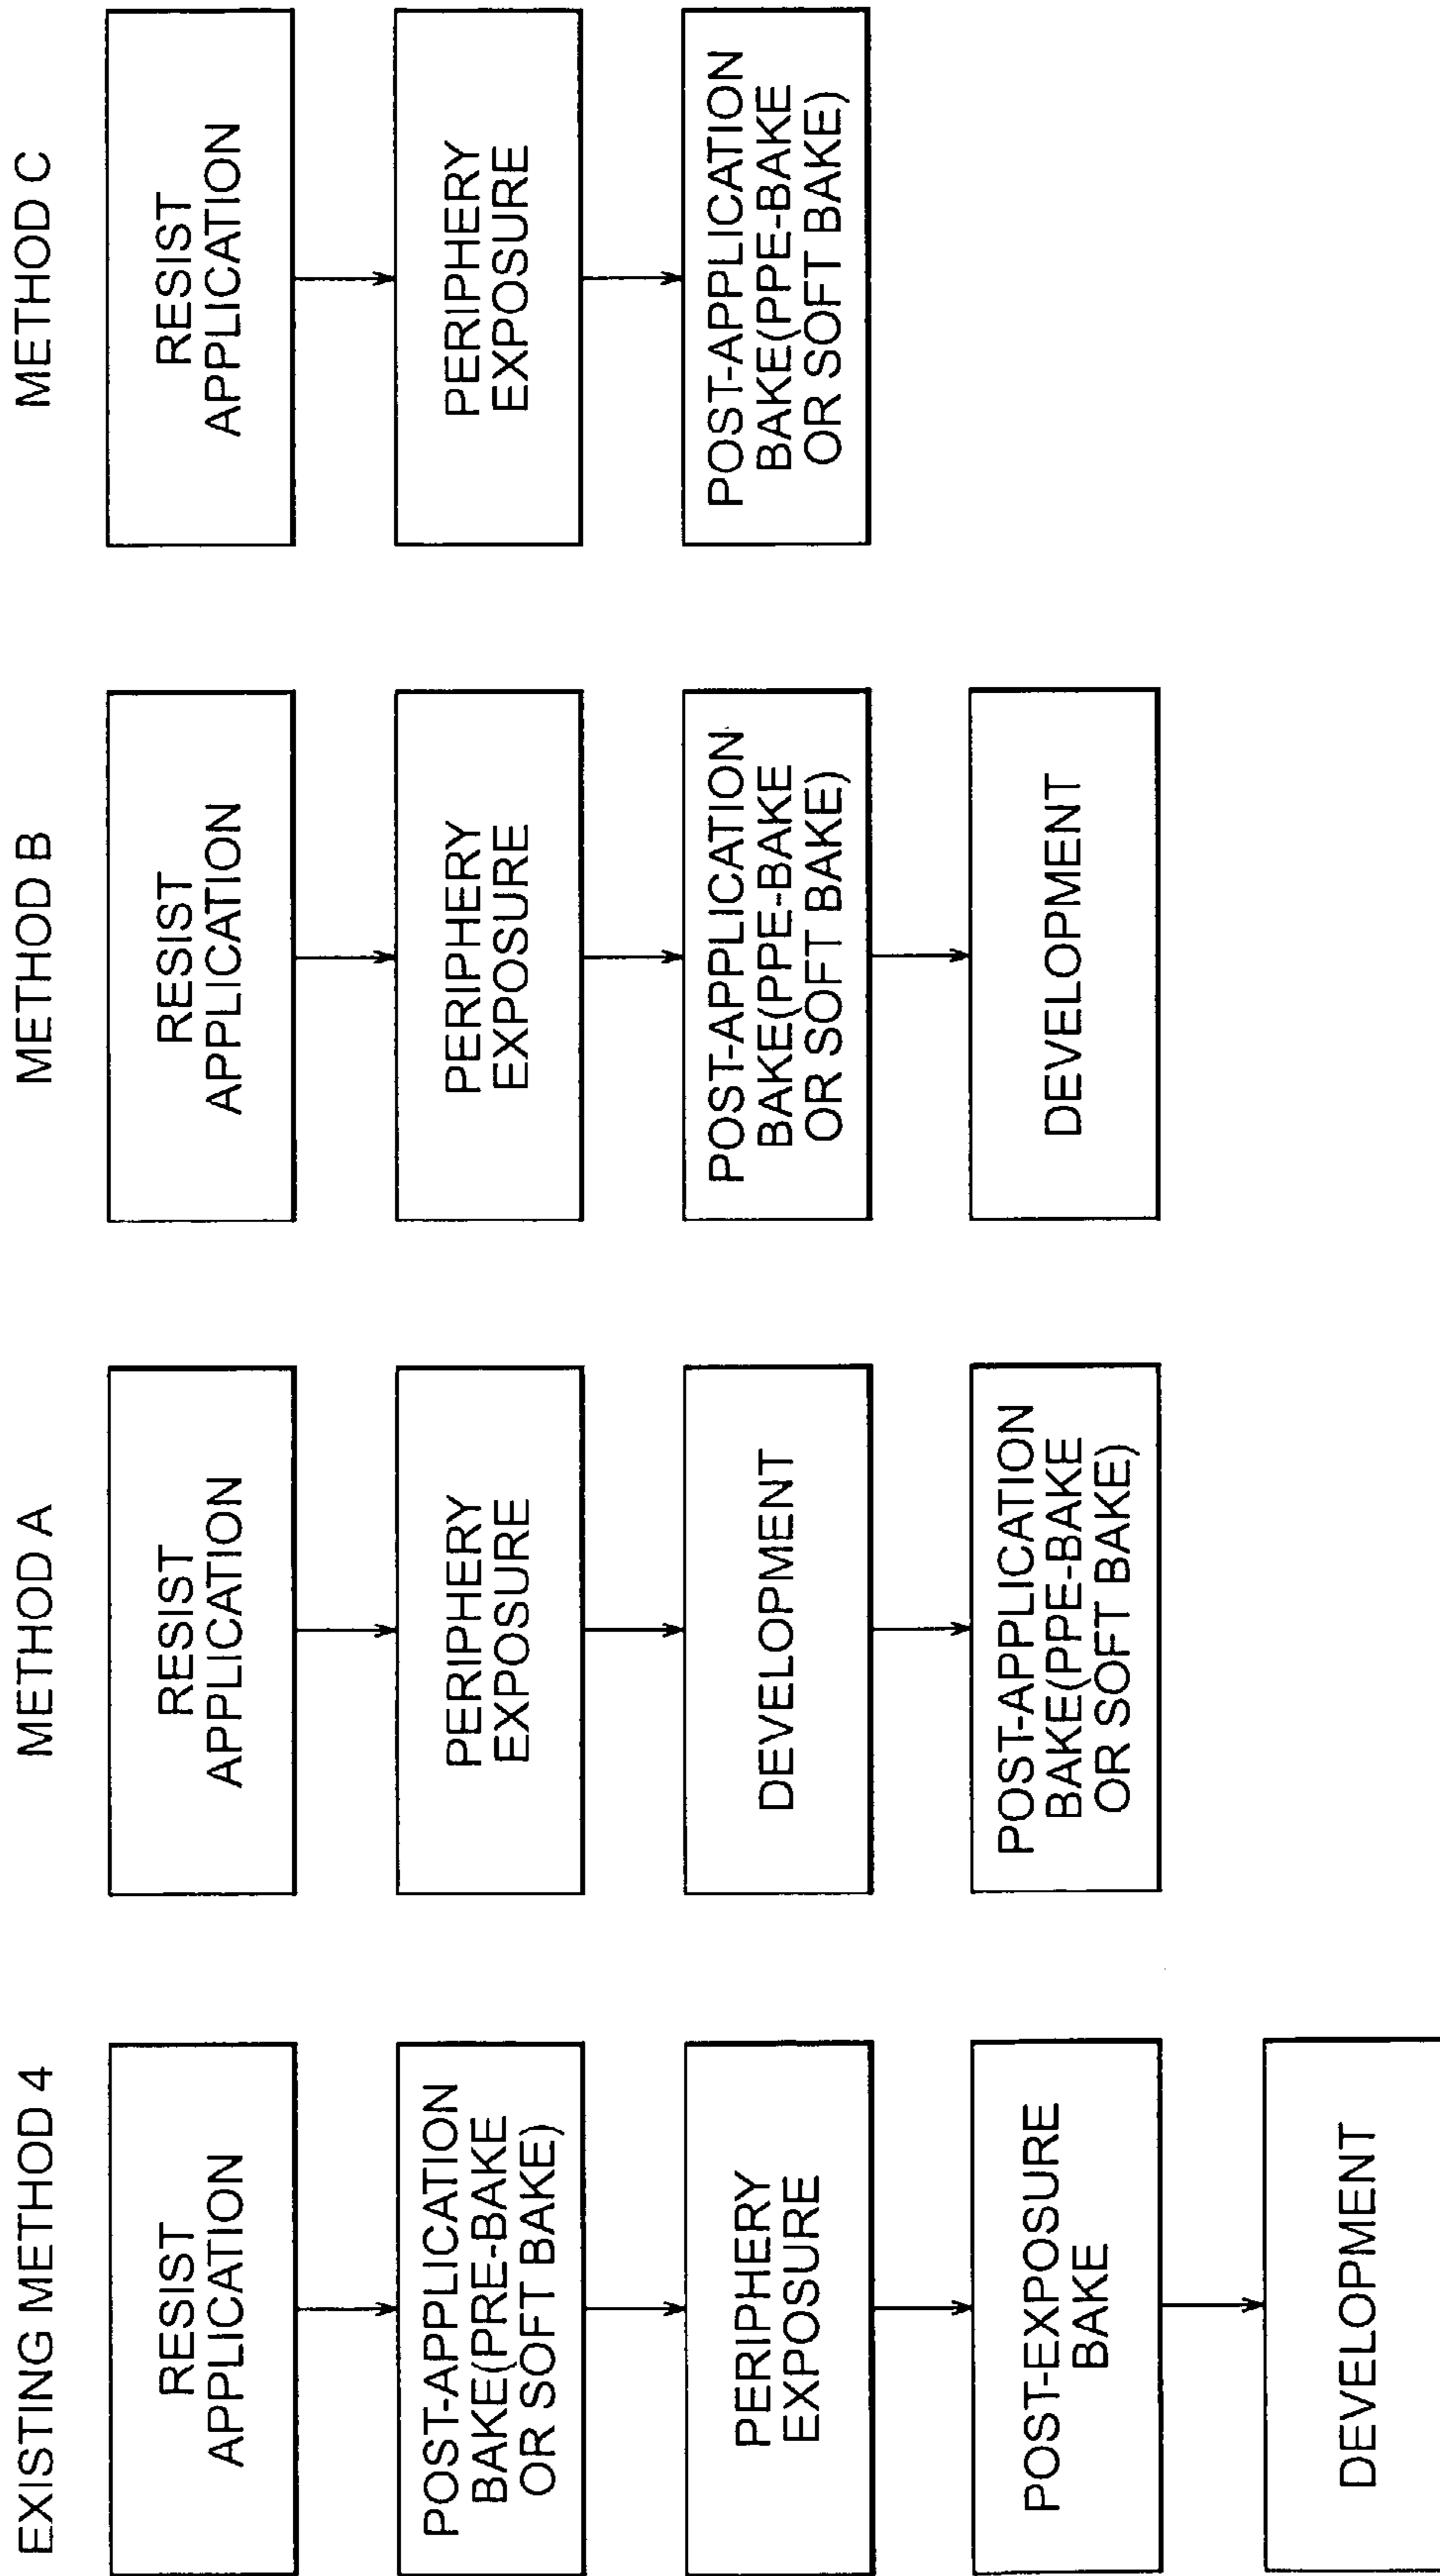 EXISTING METHOD 4
RESIST
APPLICATION
POST-APPLICATION
BAKE(PRE-BAKE
OR SOFT BAKE)
PERIPHERY
EXPOSURE
POST-EXPOSURE
BAKE
DEVELOPMENT
METHOD A
RESIST
APPLICATION
PERIPHERY
EXPOSURE
DEVELOPMENT
POST-APPLICATION
BAKE(PPE-BAKE
OR SOFT BAKE)
METHOD B
RESIST
APPLICATION
PERIPHERY
EXPOSURE
POST-APPLICATION
BAKE(PPE-BAKE
OR SOFT BAKE)
DEVELOPMENT
METHOD C
RESIST
APPLICATION
PERIPHERY
EXPOSURE
POST-APPLICATION
BAKE(PPE-BAKE
OR SOFT BAKE)